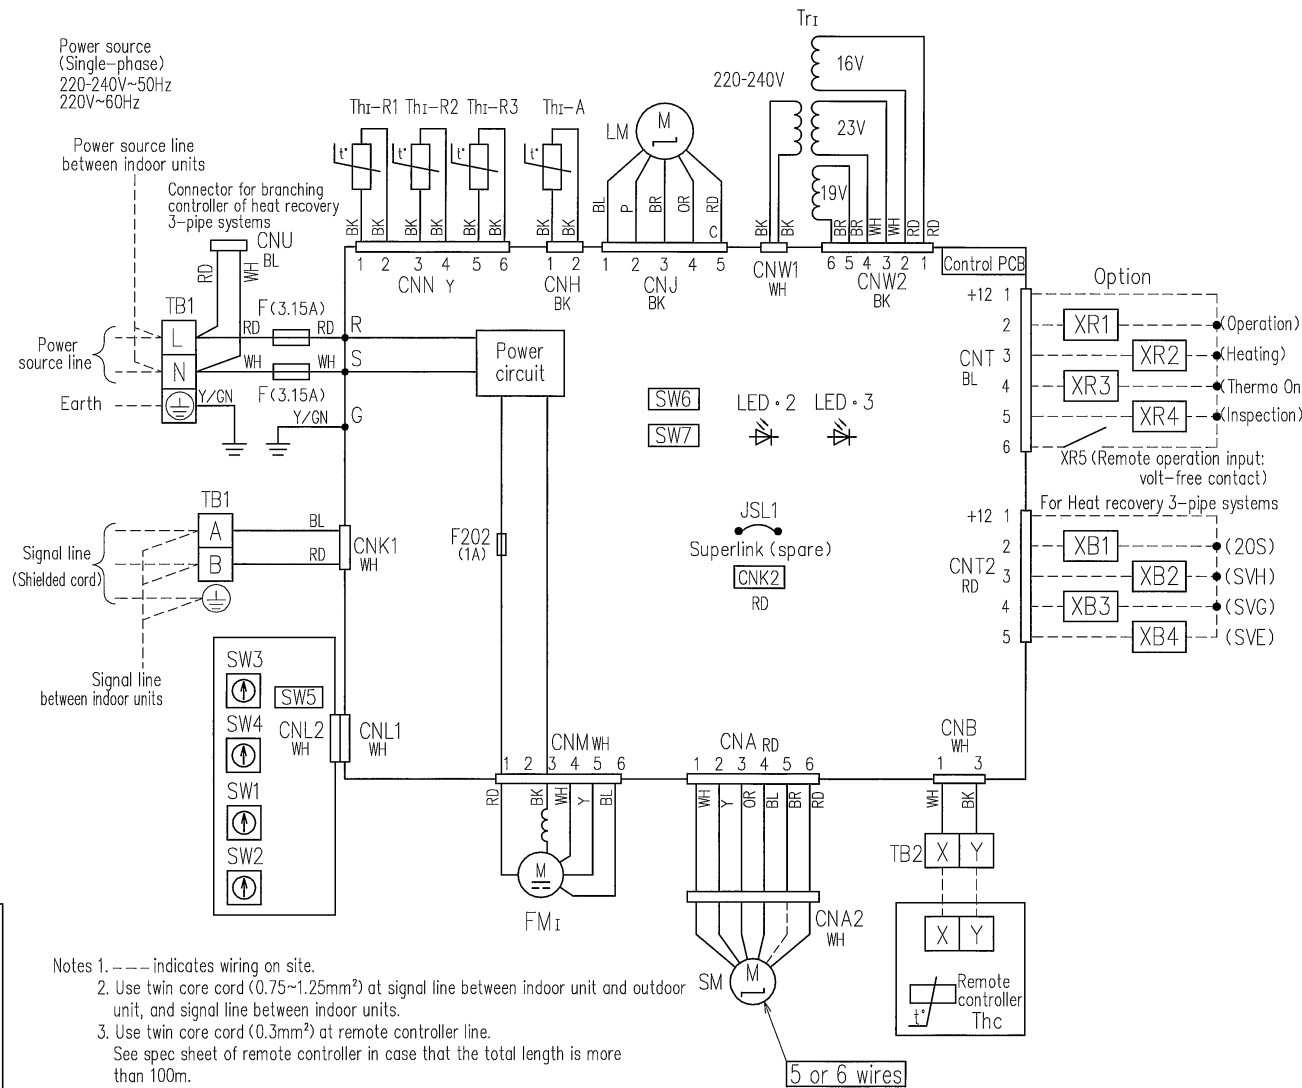 Power source
(Single-phase)
220-240V~50Hz
220V~60Hz
Power source line
between indoor units
Connector for branching
controller of heat recovery
3-pipe systems
CNU
BL
RD
WH
TB1
L
N
Power
source line
Earth
F(3.15A)
RD RD
WH WH
F(3.15A)
Y/GN
Y/GN
R
S
G
ThI-R1 ThI-R2 ThI-R3 ThI-A
t° t° t° t°
BK BK BK BK BK BK BK BK
1 2 3 4 5 6
CNN Y
1 2
CNH
BK
LM
M
BL P BR OR RD
C
1 2 3 4 5
CNJ
BK
TrI
220-240V
16V
23V
19V
BK BK
CNW1
WH
BR BR WH WH RD RD
6 5 4 3 2 1
CNW2
BK
Control PCB
Power
circuit
SW6
SW7
LED・2 LED・3
JSL1
Superlink (spare)
CNK2
RD
F202
(1A)
Option
+12 1
2 XR1 (Operation)
CNT
BL
3 XR2 (Heating)
4 XR3 (Thermo On
5 XR4 (Inspection)
6
XR5 (Remote operation input:
volt-free contact)
For Heat recovery 3-pipe systems
+12 1
2 XB1 (20S)
CNT2
RD
3 XB2 (SVH)
4 XB3 (SVG)
5 XB4 (SVE)
TB1
A
B
BL
RD
CNK1
WH
Signal line
(Shielded cord)
Signal line
between indoor units
SW3
SW5
SW4
SW1
SW2
CNL2
WH
CNL1
WH
CNM WH
1 2 3 4 5 6
RD BK WH Y BL
M
FMI
CNA RD
1 2 3 4 5 6
WH Y OR BL BR RD
CNA2
WH
SM
M
5 or 6 wires
CNB
WH
1 3
WH BK
TB2
X Y
X Y
Remote
controller
Thc
t°
Notes 1. ---- indicates wiring on site.
2. Use twin core cord (0.75~1.25mm²) at signal line between indoor unit and outdoor
unit, and signal line between indoor units.
3. Use twin core cord (0.3mm²) at remote controller line.
See spec sheet of remote controller in case that the total length is more
than 100m.